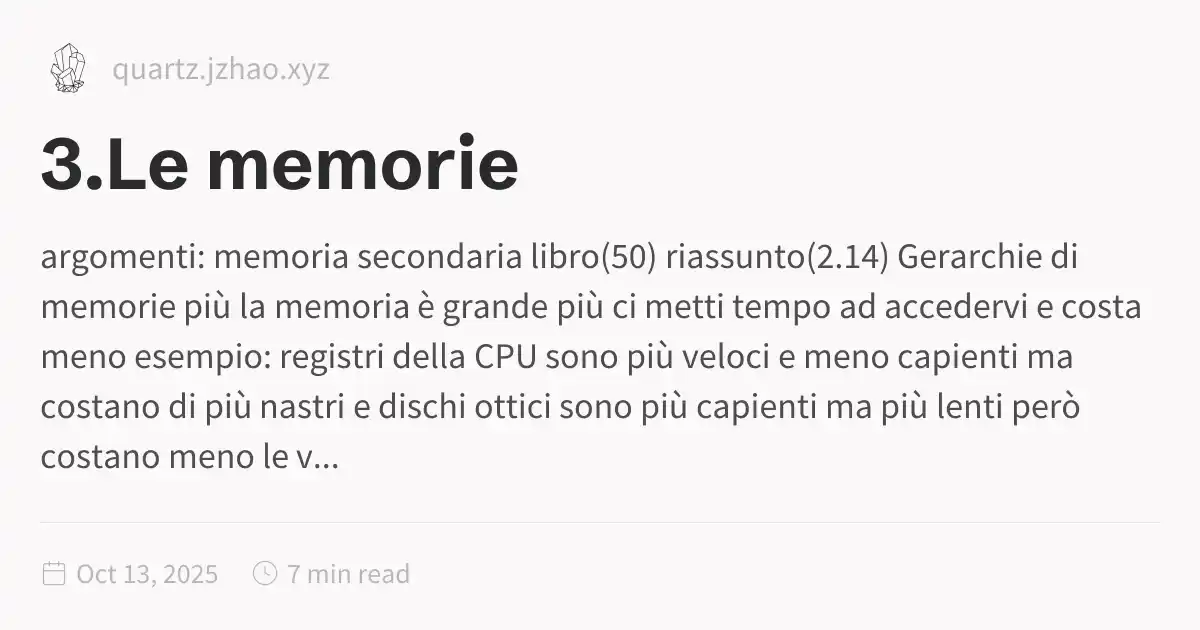 quartz.jzhao.xyz
3.Le memorie
argomenti: memoria secondaria libro(50) riassunto(2.14) Gerarchie di
memorie più la memoria è grande più ci metti tempo ad accedervi e costa
meno esempio: registri della CPU sono più veloci e meno capienti ma
costano di più nastri e dischi ottici sono più capienti ma più lenti però
costano meno le v...
Oct 13, 2025 7 min read